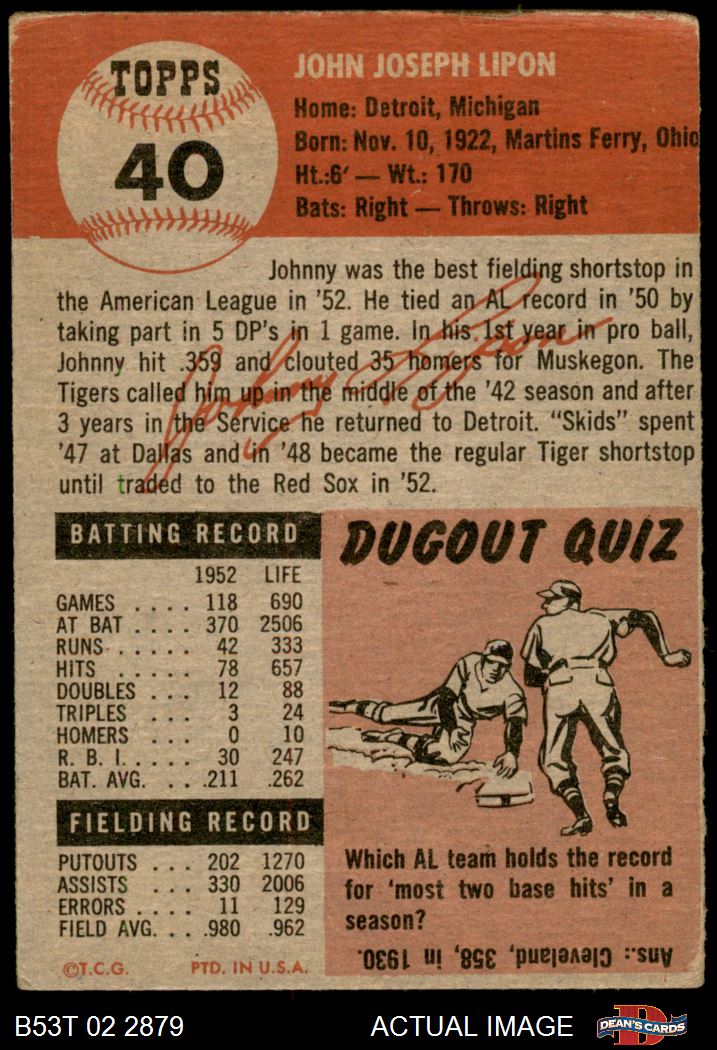 TOPPS
40
JOHN JOSEPH LIPON
Home: Detroit, Michigan
Born: Nov. 10, 1922, Martins Ferry, Ohio
Ht.:6' — Wt.: 170
Bats: Right — Throws: Right
Johnny was the best fielding shortstop in
the American League in '52. He tied an AL record in '50 by
taking part in 5 DP's in 1 game. In his 1st year in pro ball,
Johnny hit .359 and clouted 35 homers for Muskegon. The
Tigers called him up in the middle of the '42 season and after
3 years in the Service he returned to Detroit. "Skids" spent
'47 at Dallas and in '48 became the regular Tiger shortstop
until traded to the Red Sox in '52.
Johnny Lipon
BATTING RECORD
1952 LIFE
GAMES .... 118 690
AT BAT .... 370 2506
RUNS ...... 42 333
HITS ...... 78 657
DOUBLES ... 12 88
TRIPLES ... 3 24
HOMERS ... 0 10
R. B. I. .... 30 247
BAT. AVG. ... .211 .262
FIELDING RECORD
PUTOUTS ... 202 1270
ASSISTS ... 330 2006
ERRORS .... 11 129
FIELD AVG. ... .980 .962
©T.C.G. PTD. IN U.S.A.
DUGOUT QUIZ
Which AL team holds the record
for 'most two base hits' in a
season?
Ans.: Cleveland, 358, in 1930.
B53T 02 2879 ACTUAL IMAGE
D
DEAN'S CARDS